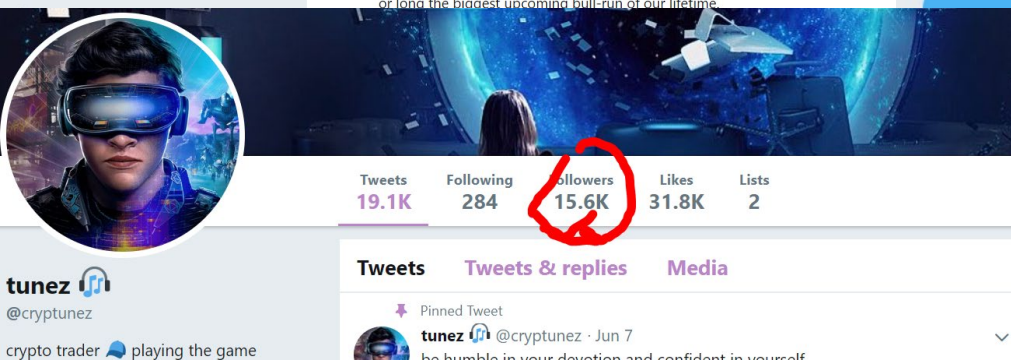 or long the biggest upcoming bull-run of our lifetime.
Tweets Following Followers Likes Lists
19.1K 284 15.6K 31.8K 2
tunez
@cryptunez
crypto trader 🧢 playing the game
Tweets Tweets & replies Media
Pinned Tweet
tunez @cryptunez · Jun 7
be humble in your devotion and confident in yourself